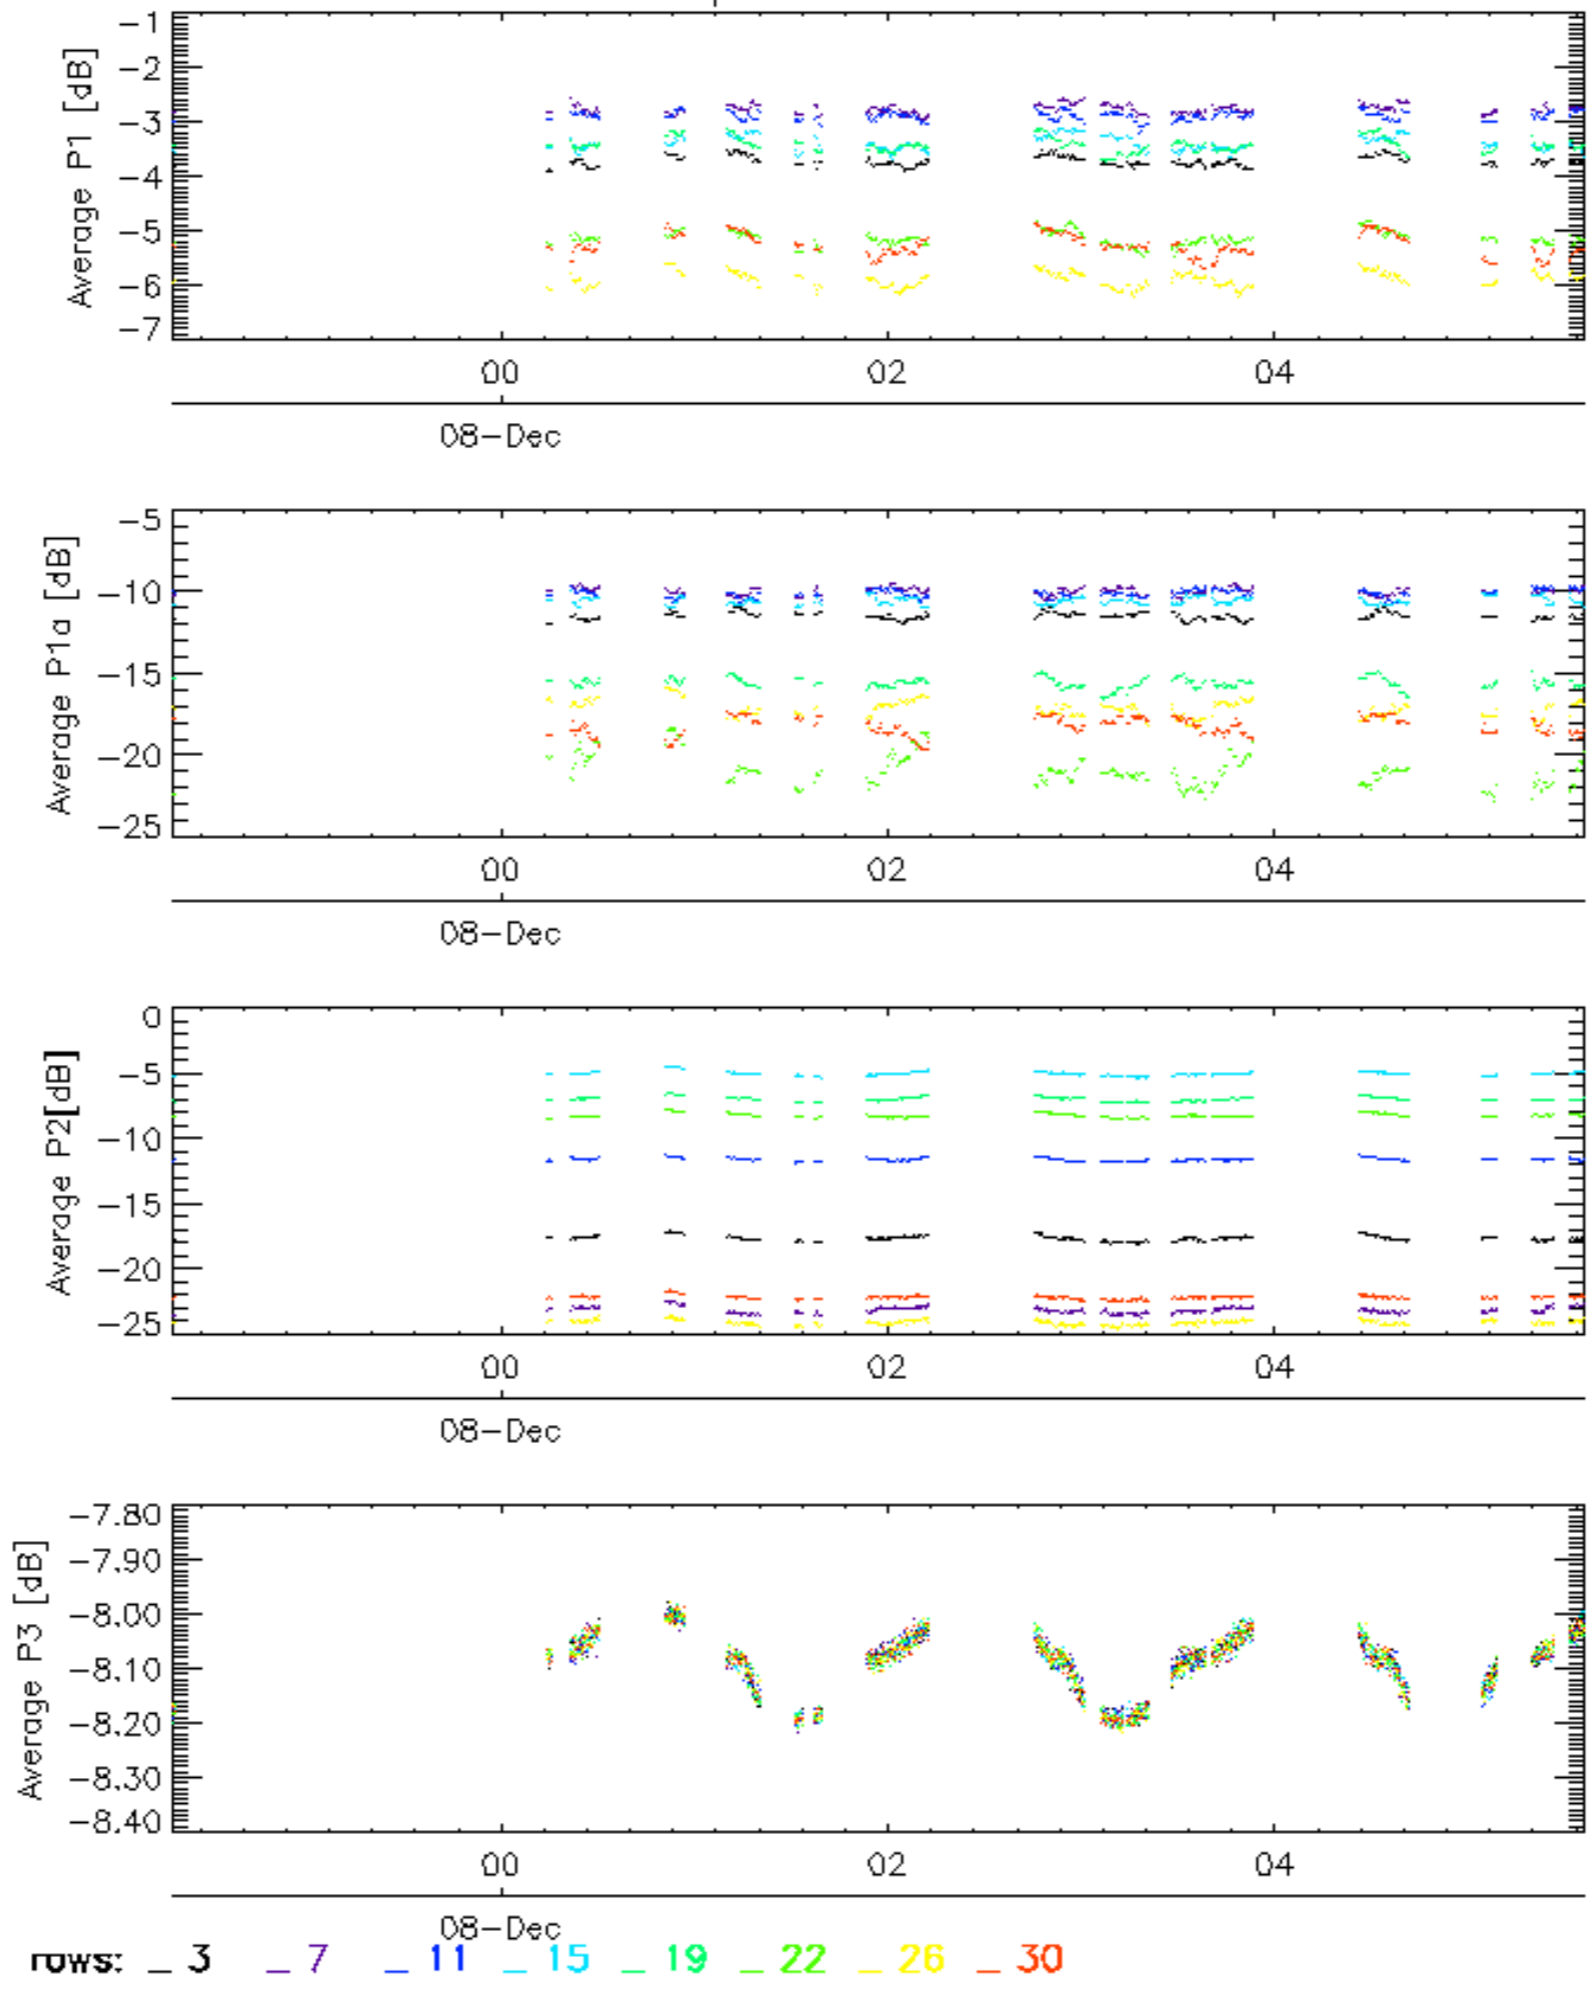 Average P1 [dB]
-1
-2
-3
-4
-5
-6
-7
00 02 04
08-Dec
Average P1a [dB]
-5
-10
-15
-20
-25
00 02 04
08-Dec
Average P2[dB]
0
-5
-10
-15
-20
-25
00 02 04
08-Dec
Average P3 [dB]
-7.80
-7.90
-8.00
-8.10
-8.20
-8.30
-8.40
00 02 04
08-Dec
rows: _ 3 _ 7 _ 11 _ 15 _ 19 _ 22 _ 26 _ 30